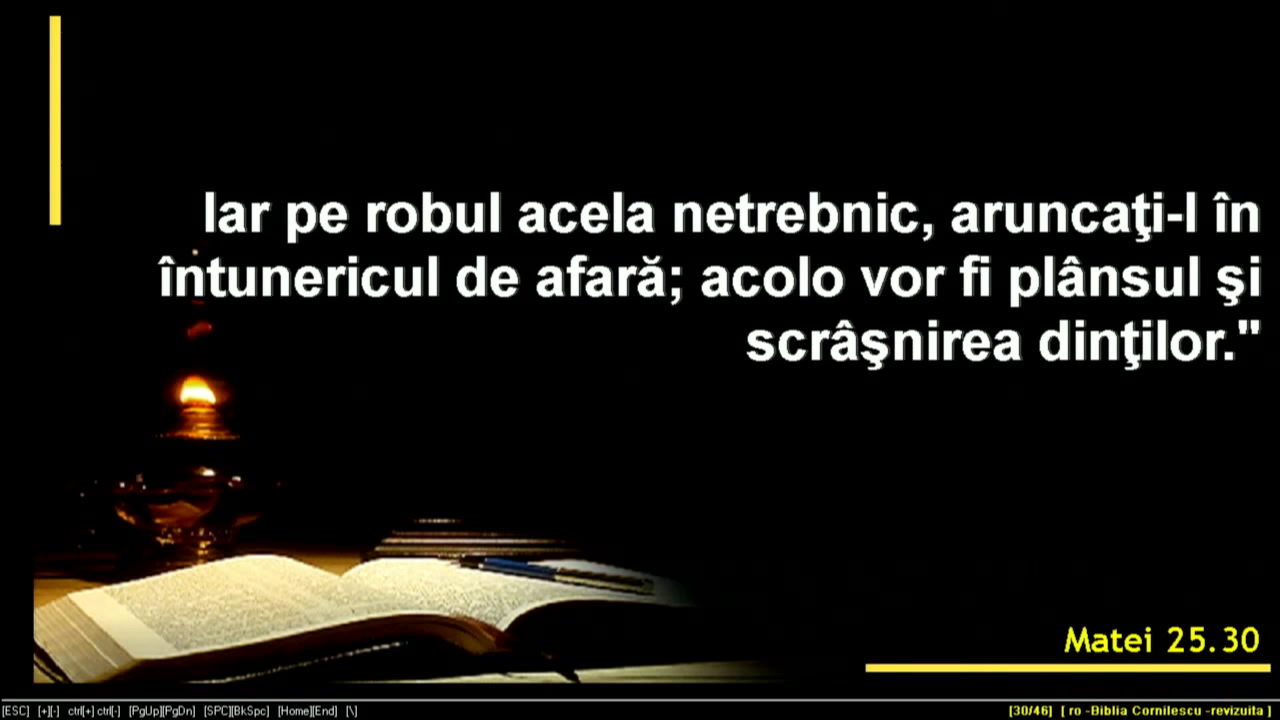 Iar pe robul acela netrebnic, aruncaţi-l în
întunericul de afară; acolo vor fi plânsul şi
scrâşnirea dinţilor."
Matei 25.30
[ESC] [+][-] ctrl[+] ctrl[-] [PgUp][PgDn] [SPC][BkSpc] [Home][End] [\]
[30/46] [ ro -Biblia Cornilescu -revizuita ]